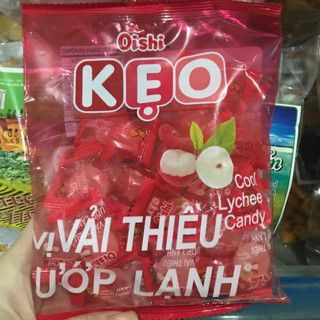 Oishi
KẸO
Cool
Lychee
Candy
VỊ VẢI THIỀU
ƯỚP LẠNH